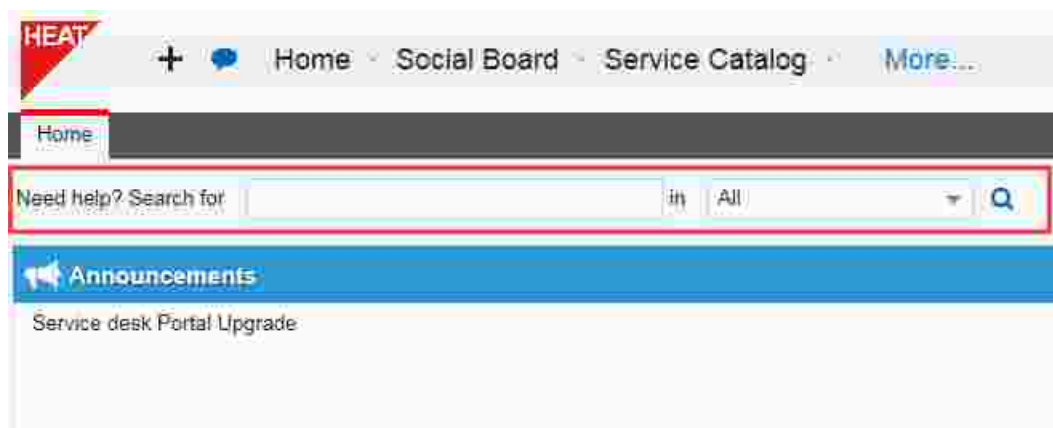 HEAT
Home Social Board Service Catalog More...
Home
Need help? Search for in All
Announcements
Service desk Portal Upgrade